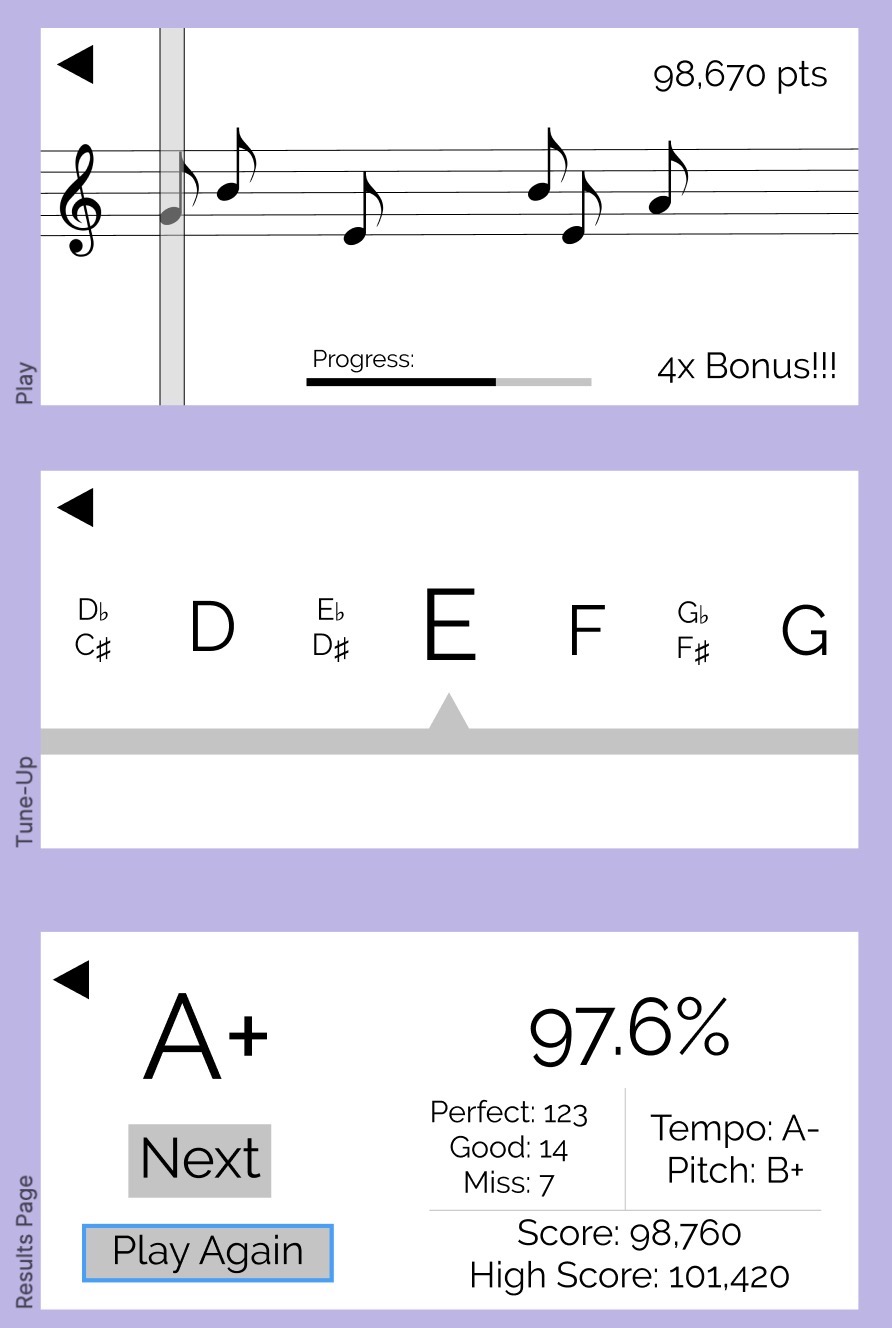 Play
98,670 pts
Progress:
4x Bonus!!!
Tune-Up
D♭
C♯
D
E♭
D♯
E
F
G♭
F♯
G
Results Page
A+
97.6%
Next
Play Again
Perfect: 123
Good: 14
Miss: 7
Tempo: A-
Pitch: B+
Score: 98,760
High Score: 101,420